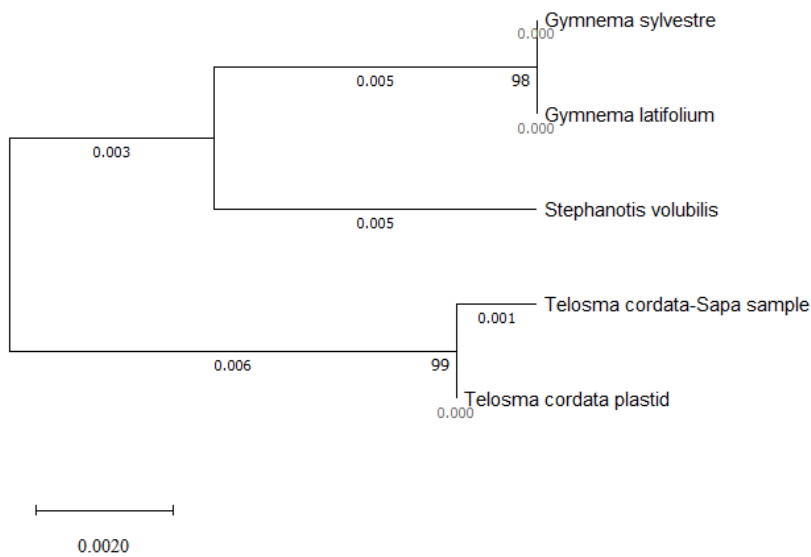 Gymnema sylvestre
0.000
0.005
98
Gymnema latifolium
0.000
0.003
Stephanotis volubilis
0.005
Telosma cordata-Sapa sample
0.001
0.006
99
Telosma cordata plastid
0.000
0.0020